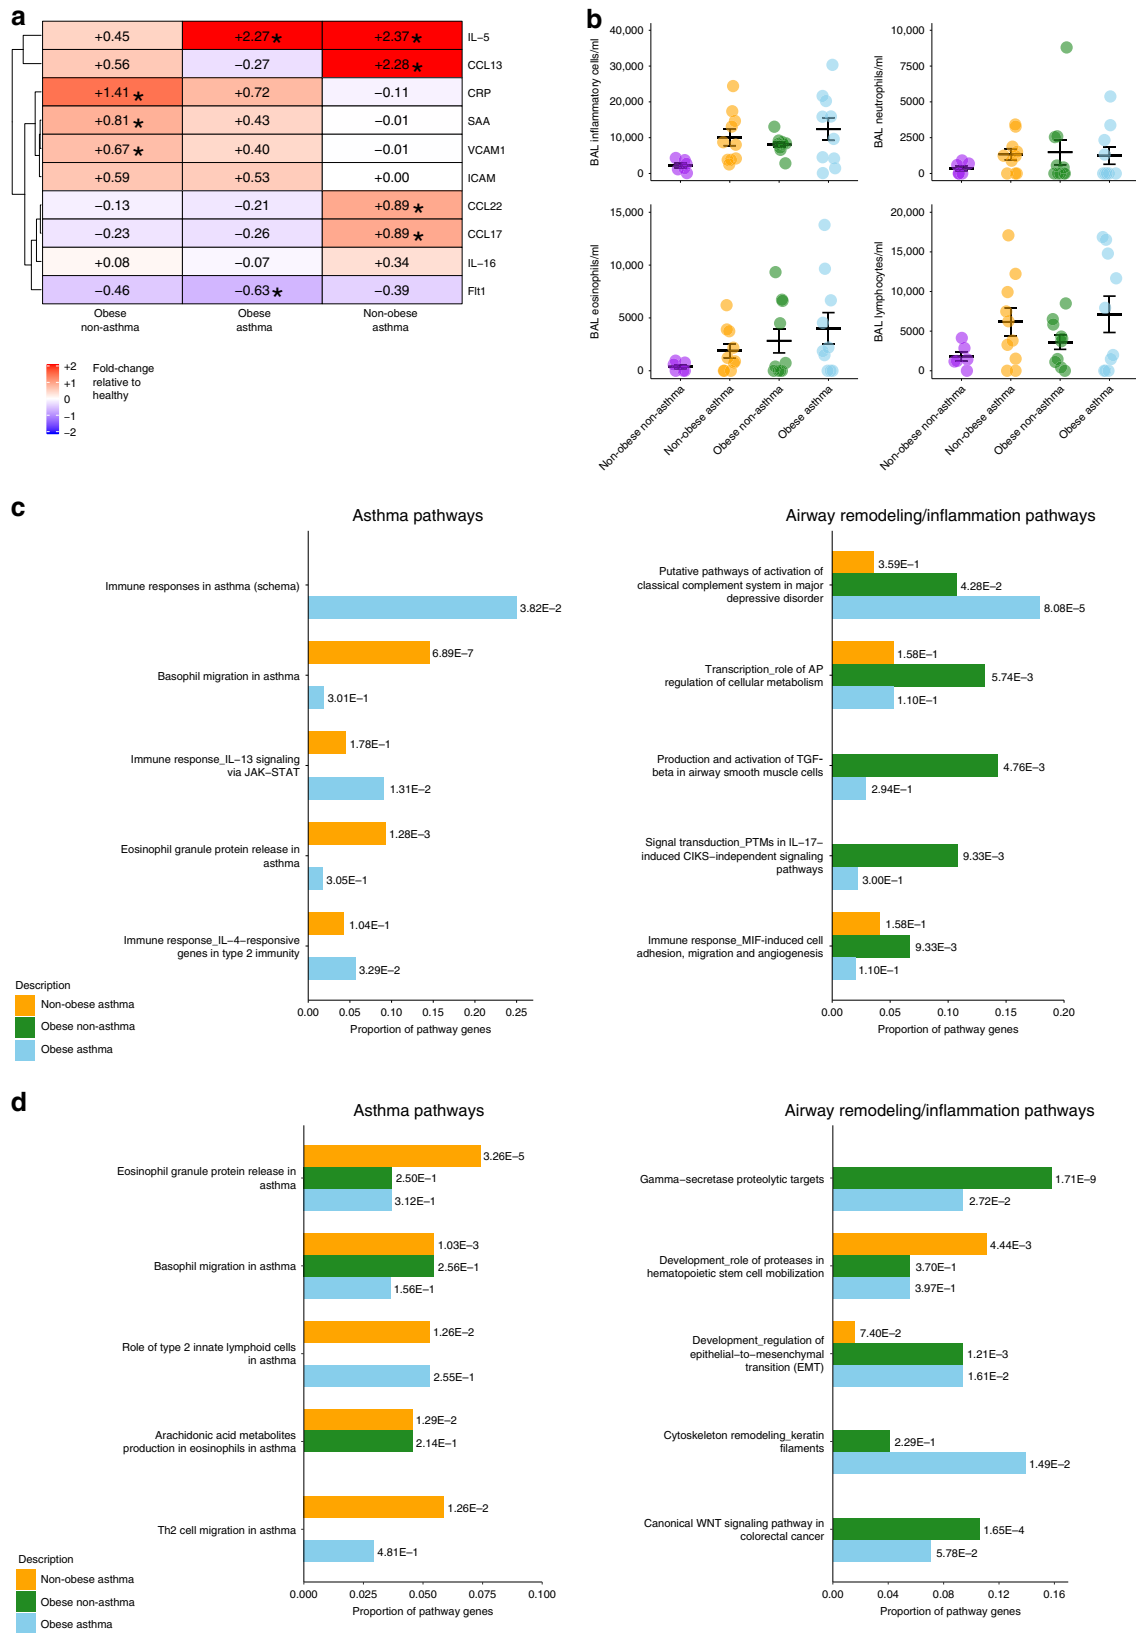 a
+0.45 +2.27* +2.37* IL-5
+0.56 −0.27 +2.28* CCL13
+1.41* +0.72 −0.11 CRP
+0.81* +0.43 −0.01 SAA
+0.67* +0.40 −0.01 VCAM1
+0.59 +0.53 +0.00 ICAM
−0.13 −0.21 +0.89* CCL22
−0.23 −0.26 +0.89* CCL17
+0.08 −0.07 +0.34 IL-16
−0.46 −0.63* −0.39 Flt1
Obese
non-asthma
Obese
asthma
Non-obese
asthma
+2
+1
0
−1
−2
Fold-change
relative to
healthy
b
BAL inflammatory cells/ml
40,000
30,000
20,000
10,000
0
BAL neutrophils/ml
10,000
7500
5000
2500
0
BAL eosinophils/ml
15,000
10,000
5000
0
Non-obese non-asthma
Non-obese asthma
Obese non-asthma
Obese asthma
BAL lymphocytes/ml
20,000
15,000
10,000
5000
0
Non-obese non-asthma
Non-obese asthma
Obese non-asthma
Obese asthma
c
Asthma pathways
Immune responses in asthma (schema)
3.82E−2
Basophil migration in asthma
6.89E−7
3.01E−1
Immune response_IL−13 signaling
via JAK−STAT
1.78E−1
1.31E−2
Eosinophil granule protein release in
asthma
1.28E−3
3.05E−1
Immune response_IL−4−responsive
genes in type 2 immunity
1.04E−1
3.29E−2
0.00 0.05 0.10 0.15 0.20 0.25
Proportion of pathway genes
Description
Non-obese asthma
Obese non-asthma
Obese asthma
Airway remodeling/inflammation pathways
Putative pathways of activation of
classical complement system in major
depressive disorder
3.59E−1
4.28E−2
8.08E−5
Transcription_role of AP
regulation of cellular metabolism
1.58E−1
5.74E−3
1.10E−1
Production and activation of TGF-
beta in airway smooth muscle cells
4.76E−3
2.94E−1
Signal transduction_PTMs in IL−17−
induced CIKS−independent signaling
pathways
9.33E−3
3.00E−1
Immune response_MIF-induced cell
adhesion, migration and angiogenesis
1.58E−1
9.33E−3
1.10E−1
0.00 0.05 0.10 0.15 0.20
Proportion of pathway genes
d
Asthma pathways
Eosinophil granule protein release in
asthma
3.26E−5
2.50E−1
3.12E−1
Basophil migration in asthma
1.03E−3
2.56E−1
1.56E−1
Role of type 2 innate lymphoid cells
in asthma
1.26E−2
2.55E−1
Arachidonic acid metabolites
production in eosinophils in asthma
1.29E−2
2.14E−1
Th2 cell migration in asthma
1.26E−2
4.81E−1
0.000 0.025 0.050 0.075 0.100
Proportion of pathway genes
Description
Non-obese asthma
Obese non-asthma
Obese asthma
Airway remodeling/inflammation pathways
Gamma−secretase proteolytic targets
1.71E−9
2.72E−2
Development_role of proteases in
hematopoietic stem cell mobilization
4.44E−3
3.70E−1
3.97E−1
Development_regulation of
epithelial−to−mesenchymal
transition (EMT)
7.40E−2
1.21E−3
1.61E−2
Cytoskeleton remodeling_keratin
filaments
2.29E−1
1.49E−2
Canonical WNT signaling pathway in
colorectal cancer
1.65E−4
5.78E−2
0.00 0.04 0.08 0.12 0.16
Proportion of pathway genes